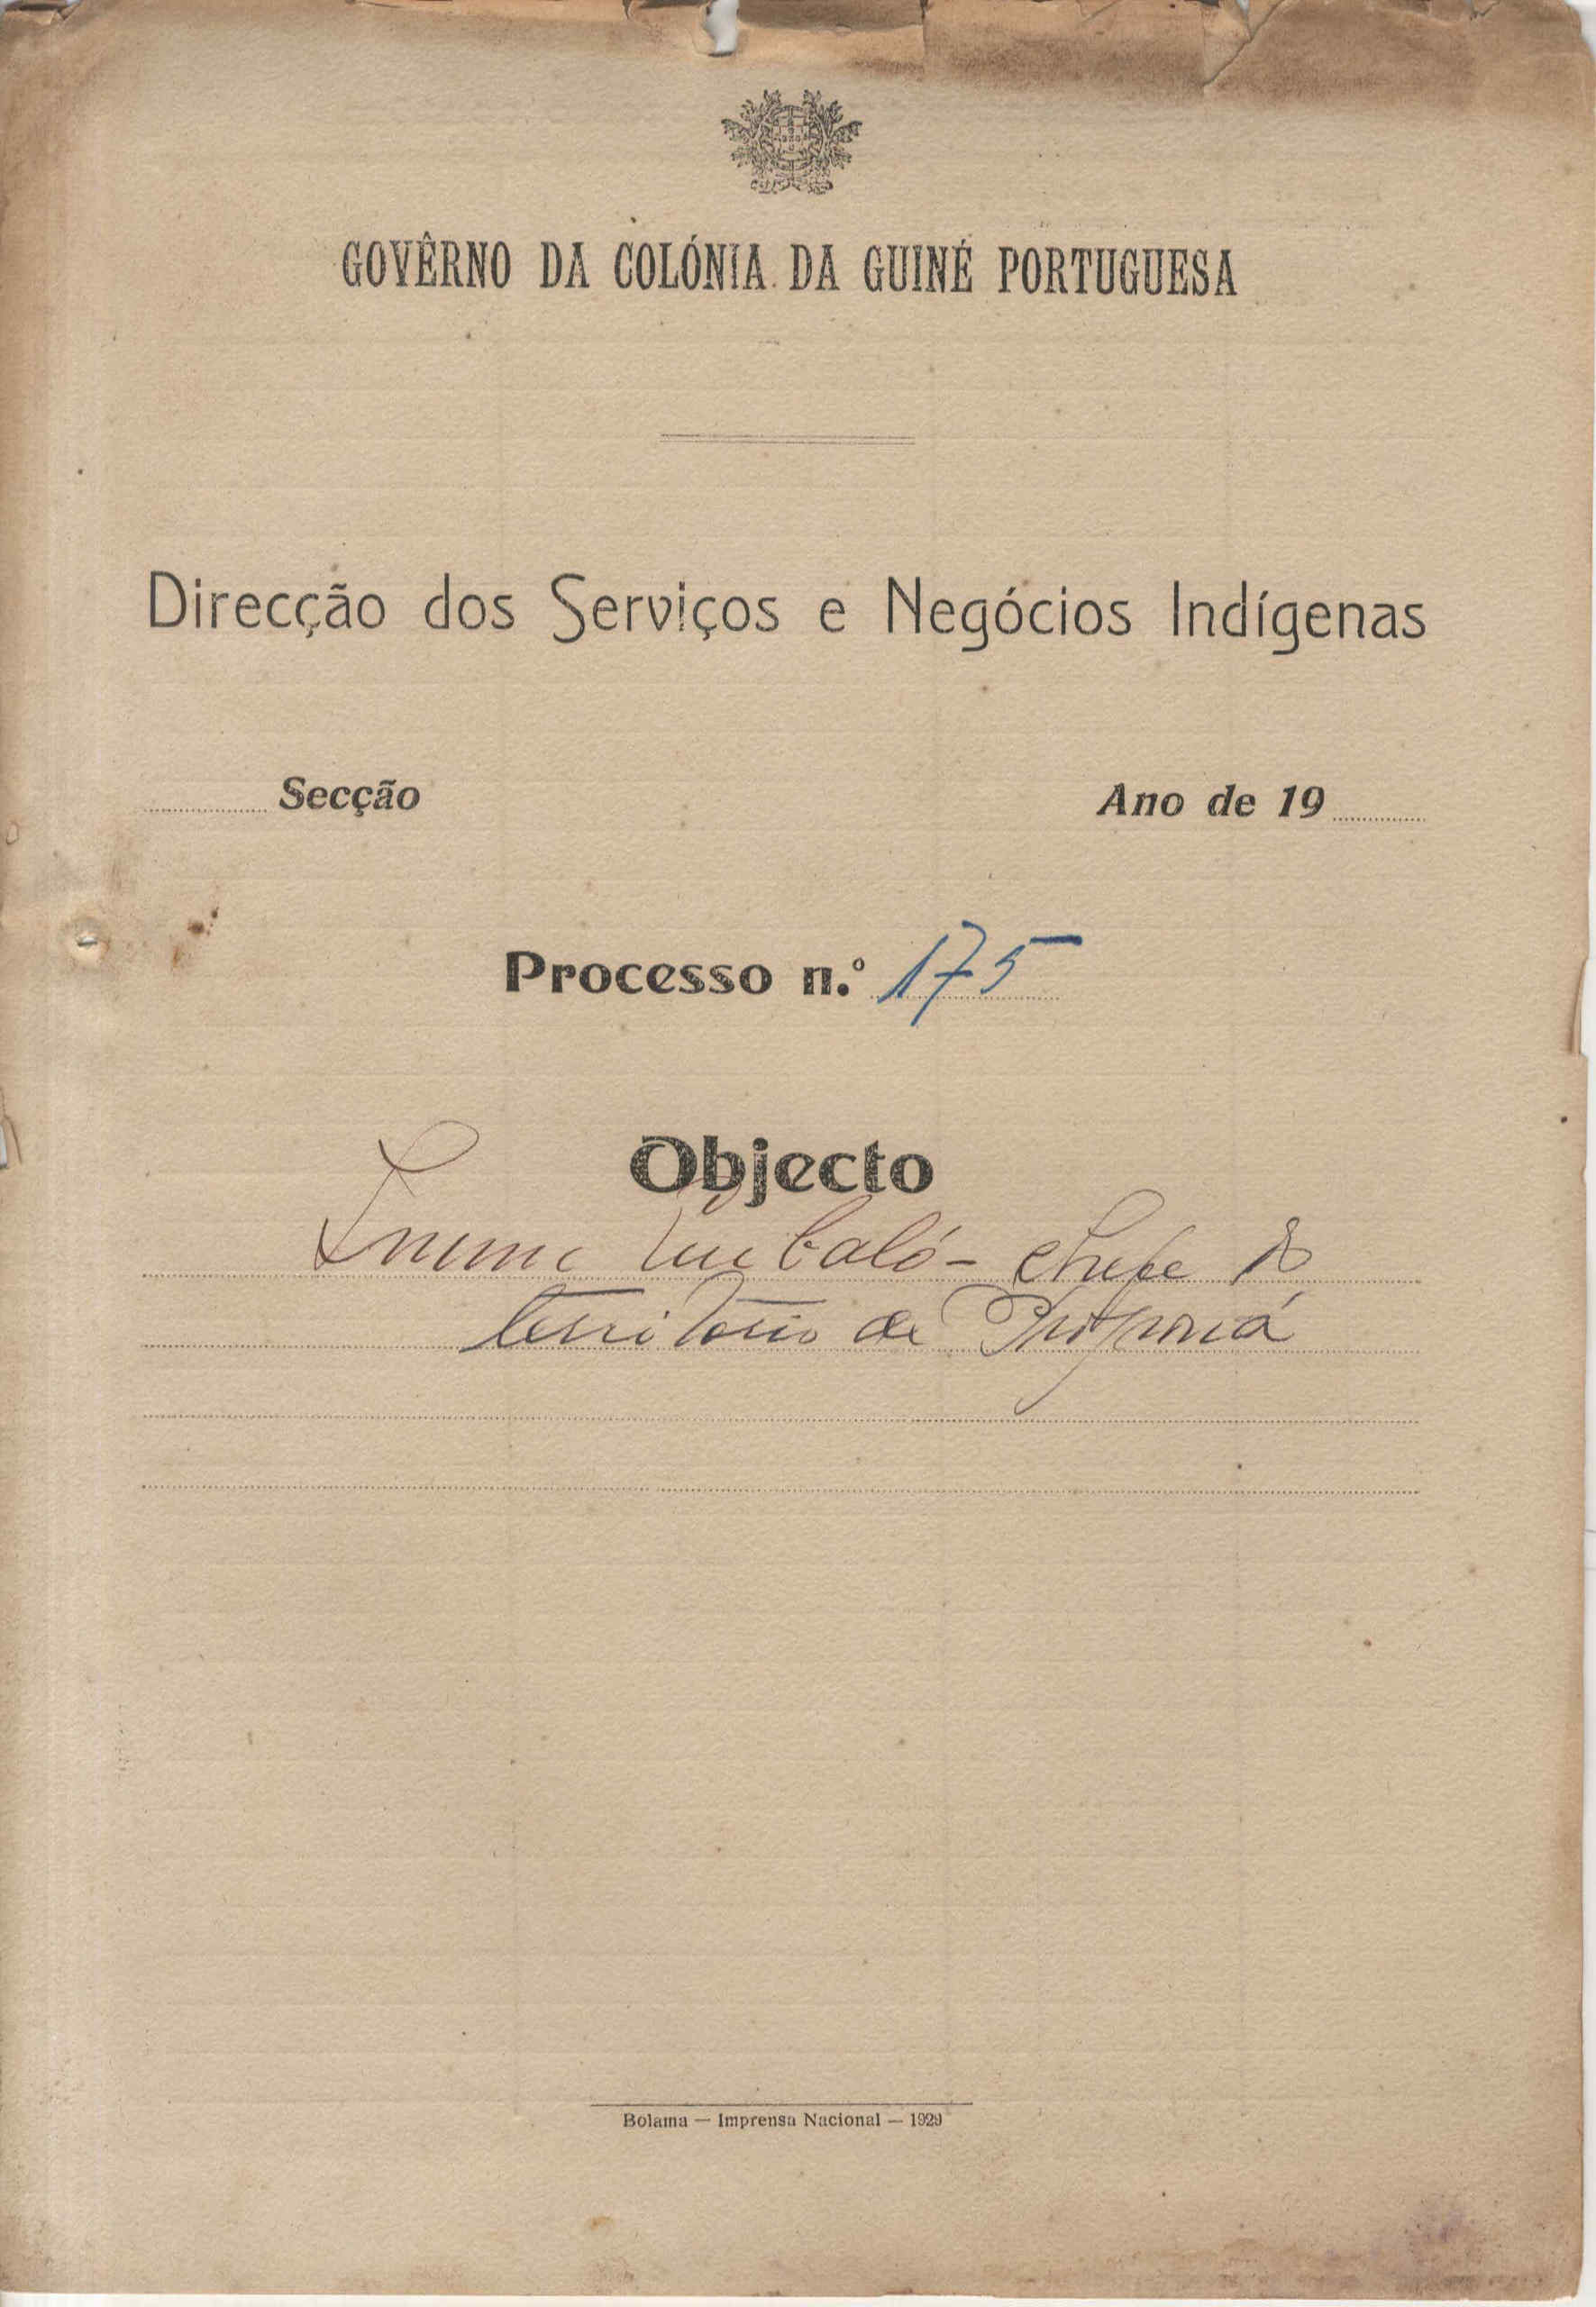 GOVÊRNO DA COLÓNIA DA GUINÉ PORTUGUESA
Direcção dos Serviços e Negócios Indígenas
Secção
Ano de 19
Processo n.º 175
Objecto
baló - chefe do
território de
Bolama — Imprensa Nacional — 1929